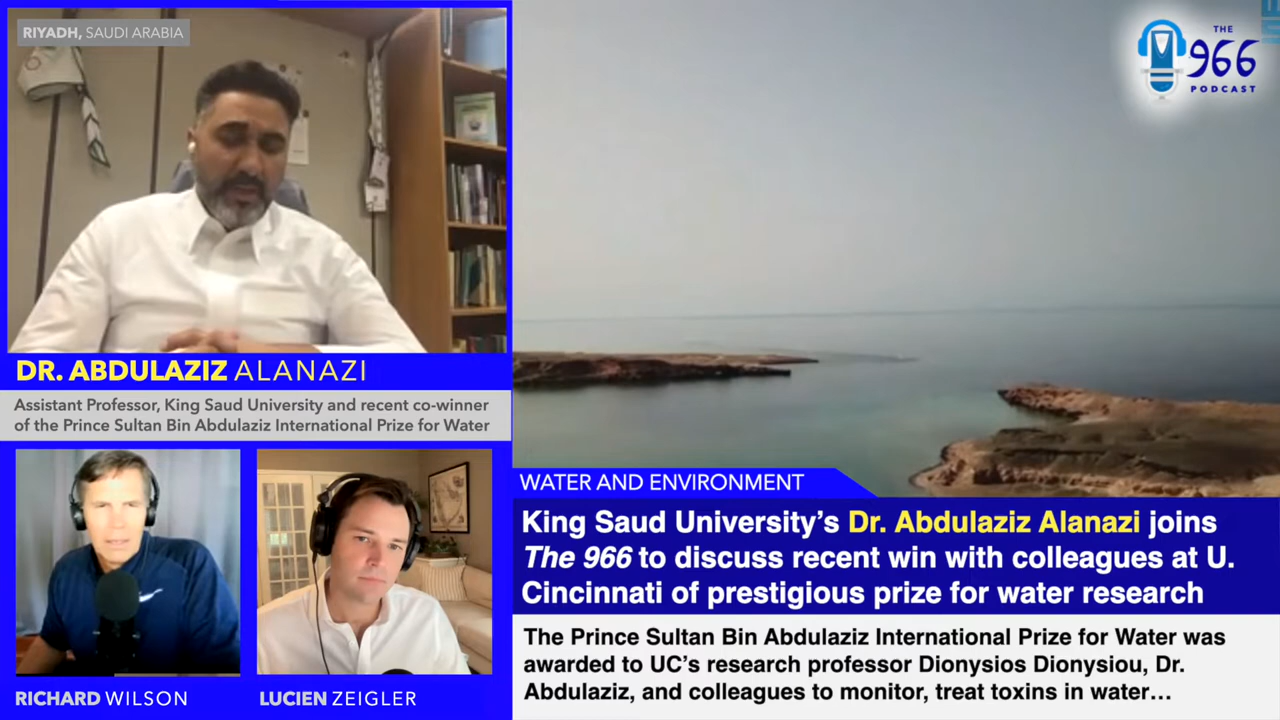 RIYADH, SAUDI ARABIA
THE
966
PODCAST
DR. ABDULAZIZ ALANAZI
Assistant Professor, King Saud University and recent co-winner
of the Prince Sultan Bin Abdulaziz International Prize for Water
RICHARD WILSON
LUCIEN ZEIGLER
WATER AND ENVIRONMENT
King Saud University’s Dr. Abdulaziz Alanazi joins
The 966 to discuss recent win with colleagues at U.
Cincinnati of prestigious prize for water research
The Prince Sultan Bin Abdulaziz International Prize for Water was
awarded to UC’s research professor Dionysios Dionysiou, Dr.
Abdulaziz, and colleagues to monitor, treat toxins in water…